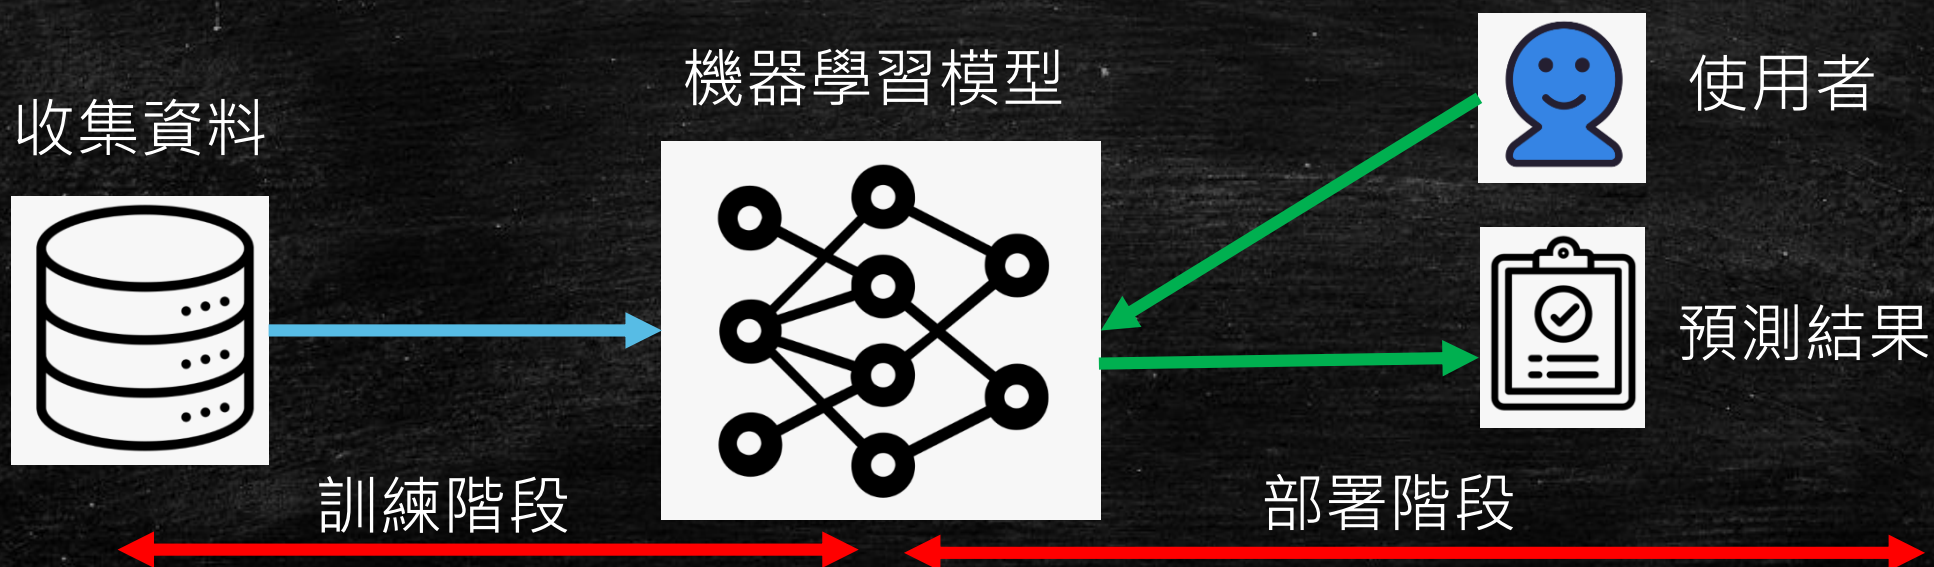 收集資料
機器學習模型
使用者
預測結果
訓練階段
部署階段